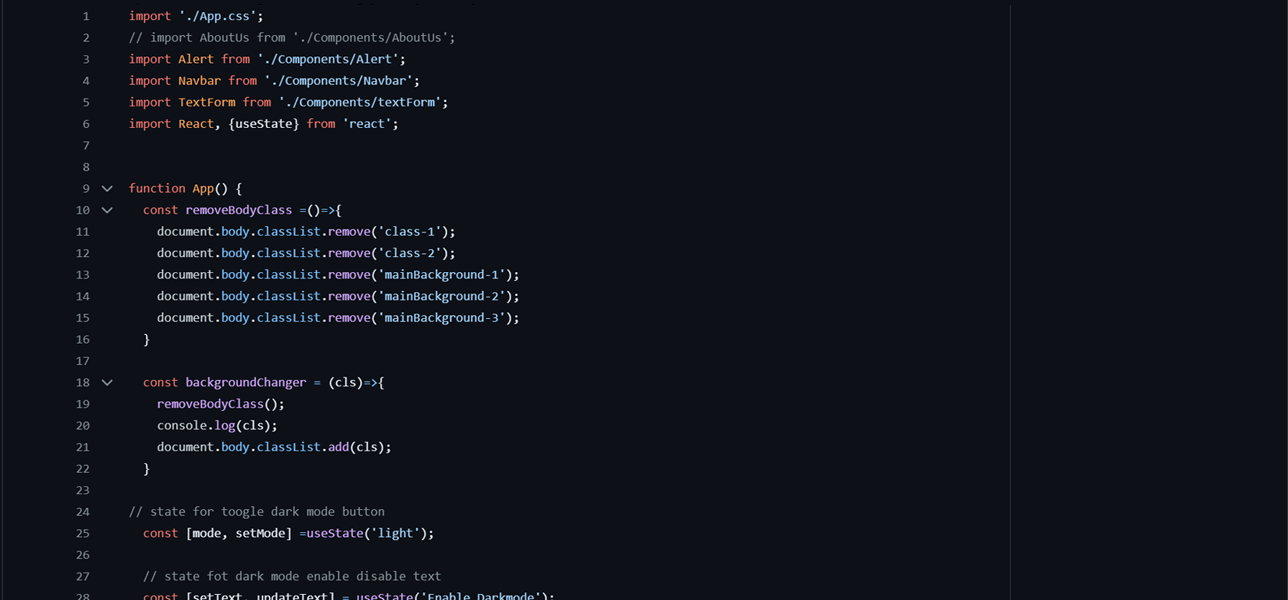 1 import './App.css';
2 // import AboutUs from './Components/AboutUs';
3 import Alert from './Components/Alert';
4 import Navbar from './Components/Navbar';
5 import TextForm from './Components/textForm';
6 import React, {useState} from 'react';
7
8
9 function App() {
10 const removeBodyClass =()=>{
11 document.body.classList.remove('class-1');
12 document.body.classList.remove('class-2');
13 document.body.classList.remove('mainBackground-1');
14 document.body.classList.remove('mainBackground-2');
15 document.body.classList.remove('mainBackground-3');
16 }
17
18 const backgroundChanger = (cls)=>{
19 removeBodyClass();
20 console.log(cls);
21 document.body.classList.add(cls);
22 }
23
24 // state for toogle dark mode button
25 const [mode, setMode] =useState('light');
26
27 // state fot dark mode enable disable text
28 const [setText, updateText] = useState('Enable Darkmode');